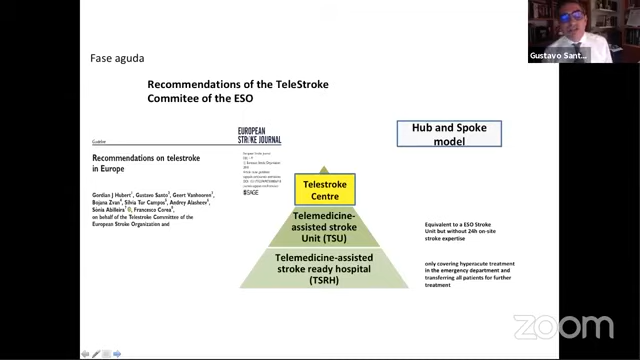 Gustavo Sant...
Fase aguda
Recommendations of the TeleStroke
Commitee of the ESO
EUROPEAN
STROKE JOURNAL
Guideline
Recommendations on telestroke
in Europe
Gordian J Hubert, Gustavo Santo, Geert Vanhooren,
Bojana Zvan, Silvia Tur Campos, Andrey Alasheev,
Sònia Abilleira, Francesco Corea,
on behalf of the Telestroke Committee of the
European Stroke Organization and
SAGE
Hub and Spoke
model
Telestroke
Centre
Telemedicine-
assisted stroke
Unit (TSU)
Equivalent to a ESO Stroke
Unit but without 24h on-site
stroke expertise
Telemedicine-assisted
stroke ready hospital
(TSRH)
only covering hyperacute treatment
in the emergency department and
transferring all patients for further
treatment
zoom